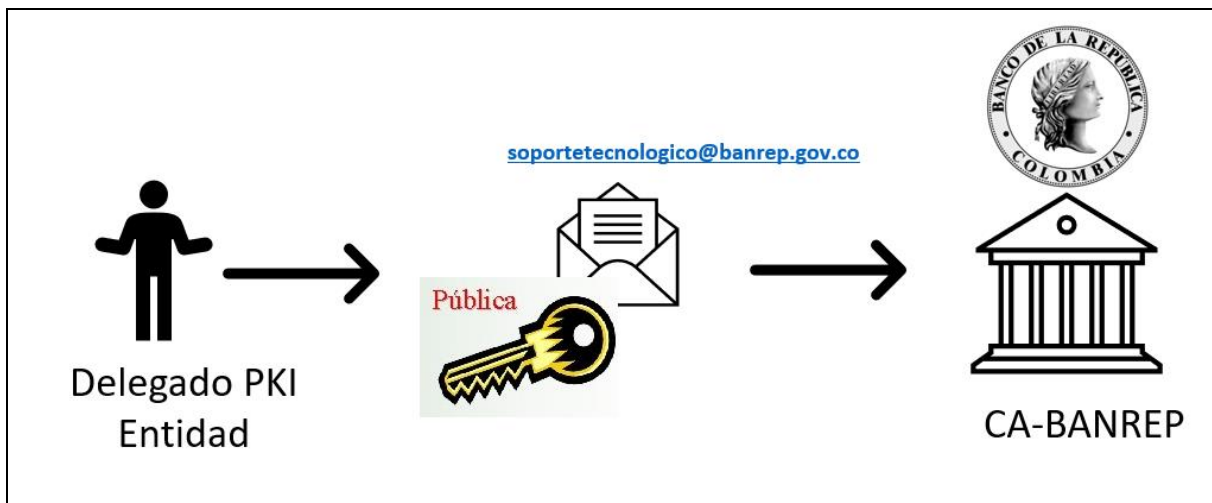 BANCO DE LA REPUBLICA
COLOMBIA
soportetecnologico@banrep.gov.co
Pública
Delegado PKI
Entidad
CA-BANREP